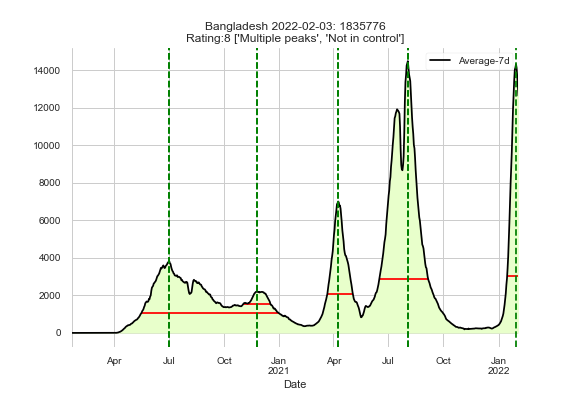 Bangladesh 2022-02-03: 1835776
Rating:8 ['Multiple peaks', 'Not in control']
Average-7d
14000
12000
10000
8000
6000
4000
2000
0
Apr Jul Oct Jan Apr Jul Oct Jan
2021 2022
Date